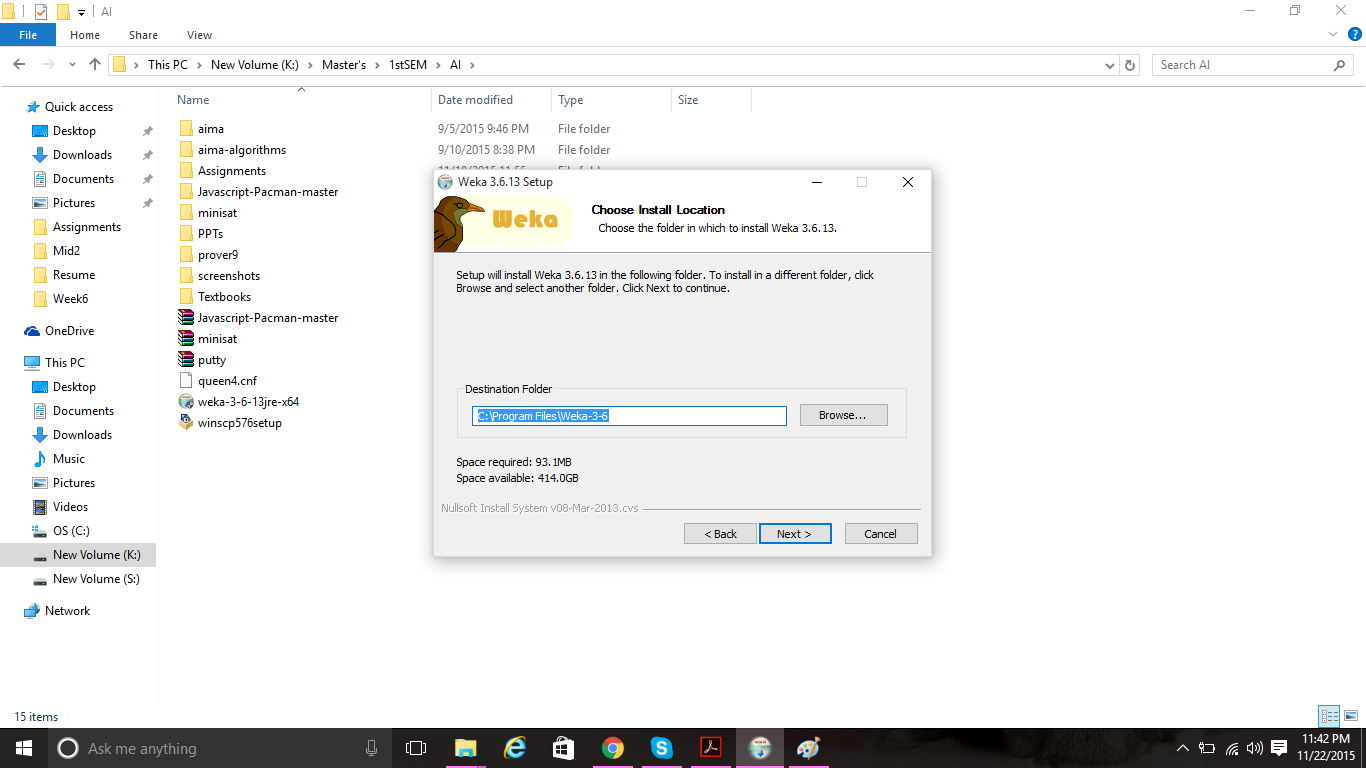 AI
File Home Share View
This PC New Volume (K:) Master's 1stSEM AI
Search AI
Name Date modified Type Size
Quick access
Desktop
Downloads
Documents
Pictures
Assignments
Mid2
Resume
Week6
OneDrive
This PC
Desktop
Documents
Downloads
Music
Pictures
Videos
OS (C:)
New Volume (K:)
New Volume (S:)
Network
aima 9/5/2015 9:46 PM File folder
aima-algorithms 9/10/2015 8:38 PM File folder
Assignments
Javascript-Pacman-master
minisat
PPTs
prover9
screenshots
Textbooks
Javascript-Pacman-master
minisat
putty
queen4.cnf
weka-3-6-13jre-x64
winscp576setup
Weka 3.6.13 Setup
Weka
Choose Install Location
Choose the folder in which to install Weka 3.6.13.
Setup will install Weka 3.6.13 in the following folder. To install in a different folder, click
Browse and select another folder. Click Next to continue.
Destination Folder
C:\Program Files\Weka-3-6
Browse...
Space required: 93.1MB
Space available: 414.0GB
Nullsoft Install System v08-Mar-2013.cvs
< Back Next > Cancel
15 items
Ask me anything
11:42 PM
11/22/2015